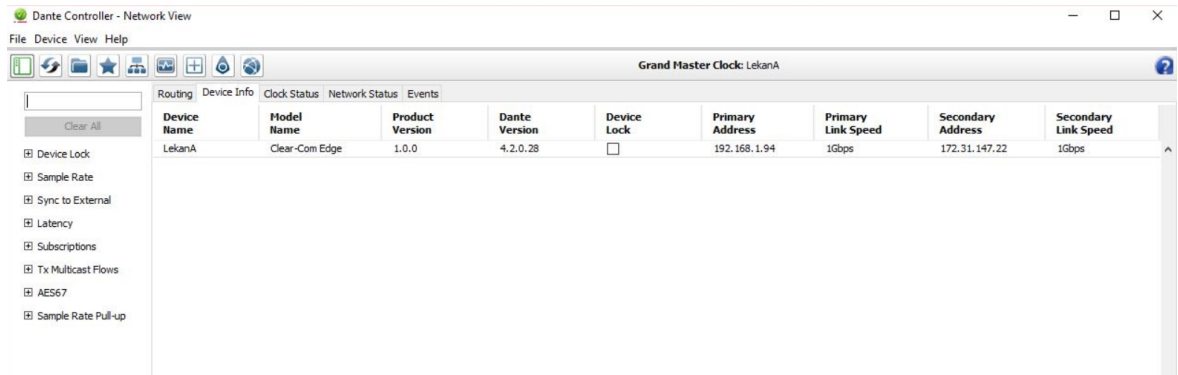 Dante Controller - Network View
File Device View Help
Grand Master Clock: LekanA
Clear All
Device Lock
Sample Rate
Sync to External
Latency
Subscriptions
Tx Multicast Flows
AES67
Sample Rate Pull-up
Routing Device Info Clock Status Network Status Events
Device Name Model Name Product Version Dante Version Device Lock Primary Address Primary Link Speed Secondary Address Secondary Link Speed
LekanA Clear-Com Edge 1.0.0 4.2.0.28 192.168.1.94 1Gbps 172.31.147.22 1Gbps